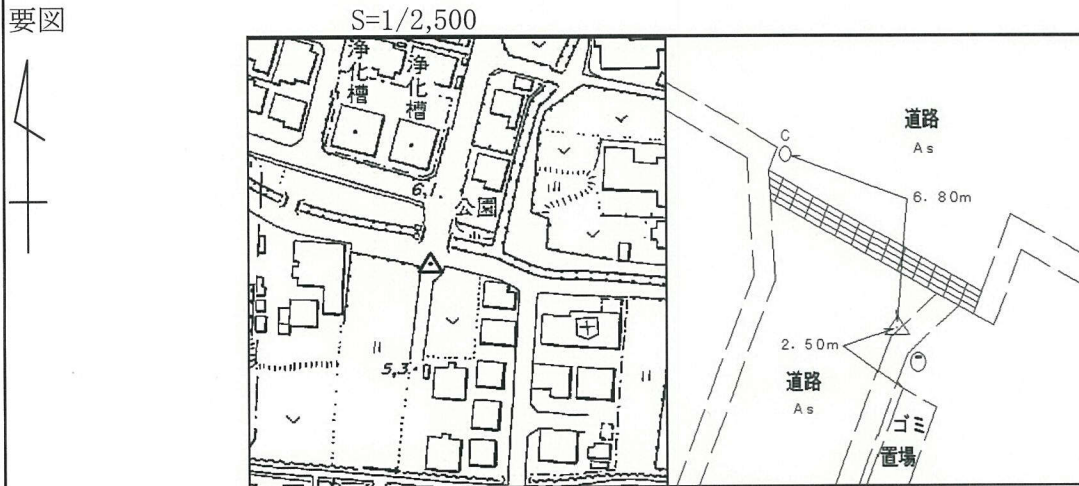 要図
S=1/2,500
浄化槽
浄化槽
6.1
公園
5.3
C
道路
As
6.80m
2.50m
道路
As
ゴミ
置場